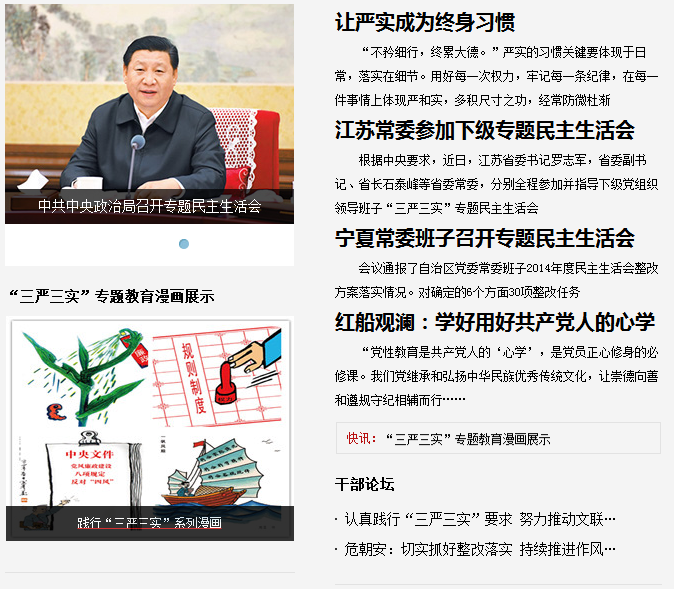 中共中央政治局召开专题民主生活会
“三严三实”专题教育漫画展示
规则制度
权力
中央文件
党风廉政建设
八项规定
反对“四风”
践行“三严三实”系列漫画
让严实成为终身习惯
“不矜细行，终累大德。”严实的习惯关键要体现于日
常，落实在细节。用好每一次权力，牢记每一条纪律，在每一
件事情上体现严和实，多积尺寸之功，经常防微杜渐
江苏常委参加下级专题民主生活会
根据中央要求，近日，江苏省委书记罗志军，省委副书
记、省长石泰峰等省委常委，分别全程参加并指导下级党组织
领导班子“三严三实”专题民主生活会
宁夏常委班子召开专题民主生活会
会议通报了自治区党委常委班子2014年度民主生活会整改
方案落实情况。对确定的6个方面30项整改任务
红船观澜：学好用好共产党人的心学
“党性教育是共产党人的‘心学’，是党员正心修身的必
修课。我们党继承和弘扬中华民族优秀传统文化，让崇德向善
和遵规守纪相辅而行……
快讯：“三严三实”专题教育漫画展示
干部论坛
· 认真践行“三严三实”要求 努力推动文联…
· 危朝安：切实抓好整改落实 持续推进作风…